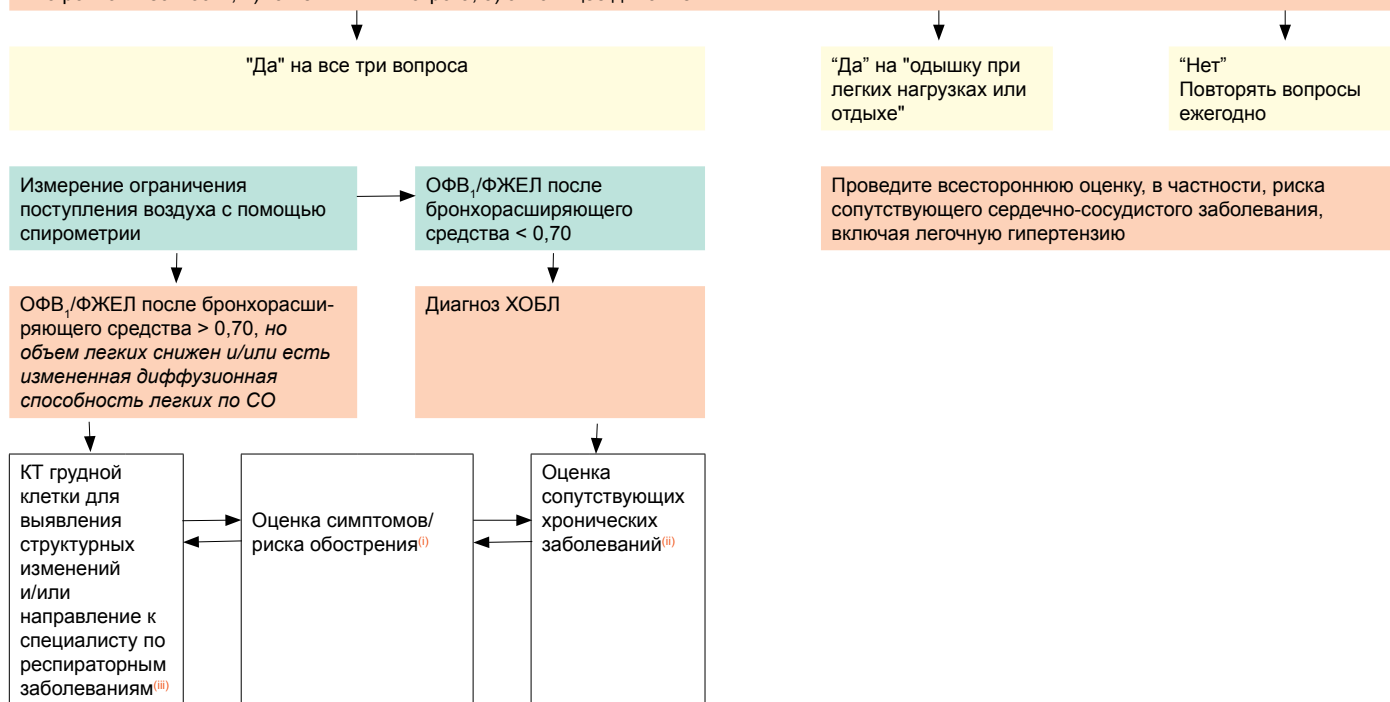 "Да" на все три вопроса
“Да” на "одышку при
легких нагрузках или
отдыхе"
“Нет”
Повторять вопросы
ежегодно
Измерение ограничения
поступления воздуха с помощью
спирометрии
ОФВ₁/ФЖЕЛ после
бронхорасширяющего
средства < 0,70
Проведите всестороннюю оценку, в частности, риска
сопутствующего сердечно-сосудистого заболевания,
включая легочную гипертензию
ОФВ₁/ФЖЕЛ после бронхорасши-
ряющего средства > 0,70, но
объем легких снижен и/или есть
измененная диффузионная
способность легких по CO
Диагноз ХОБЛ
КТ грудной
клетки для
выявления
структурных
изменений
и/или
направление к
специалисту по
респираторным
заболеваниям(iii)
Оценка симптомов/
риска обострения(i)
Оценка
сопутствующих
хронических
заболеваний(ii)